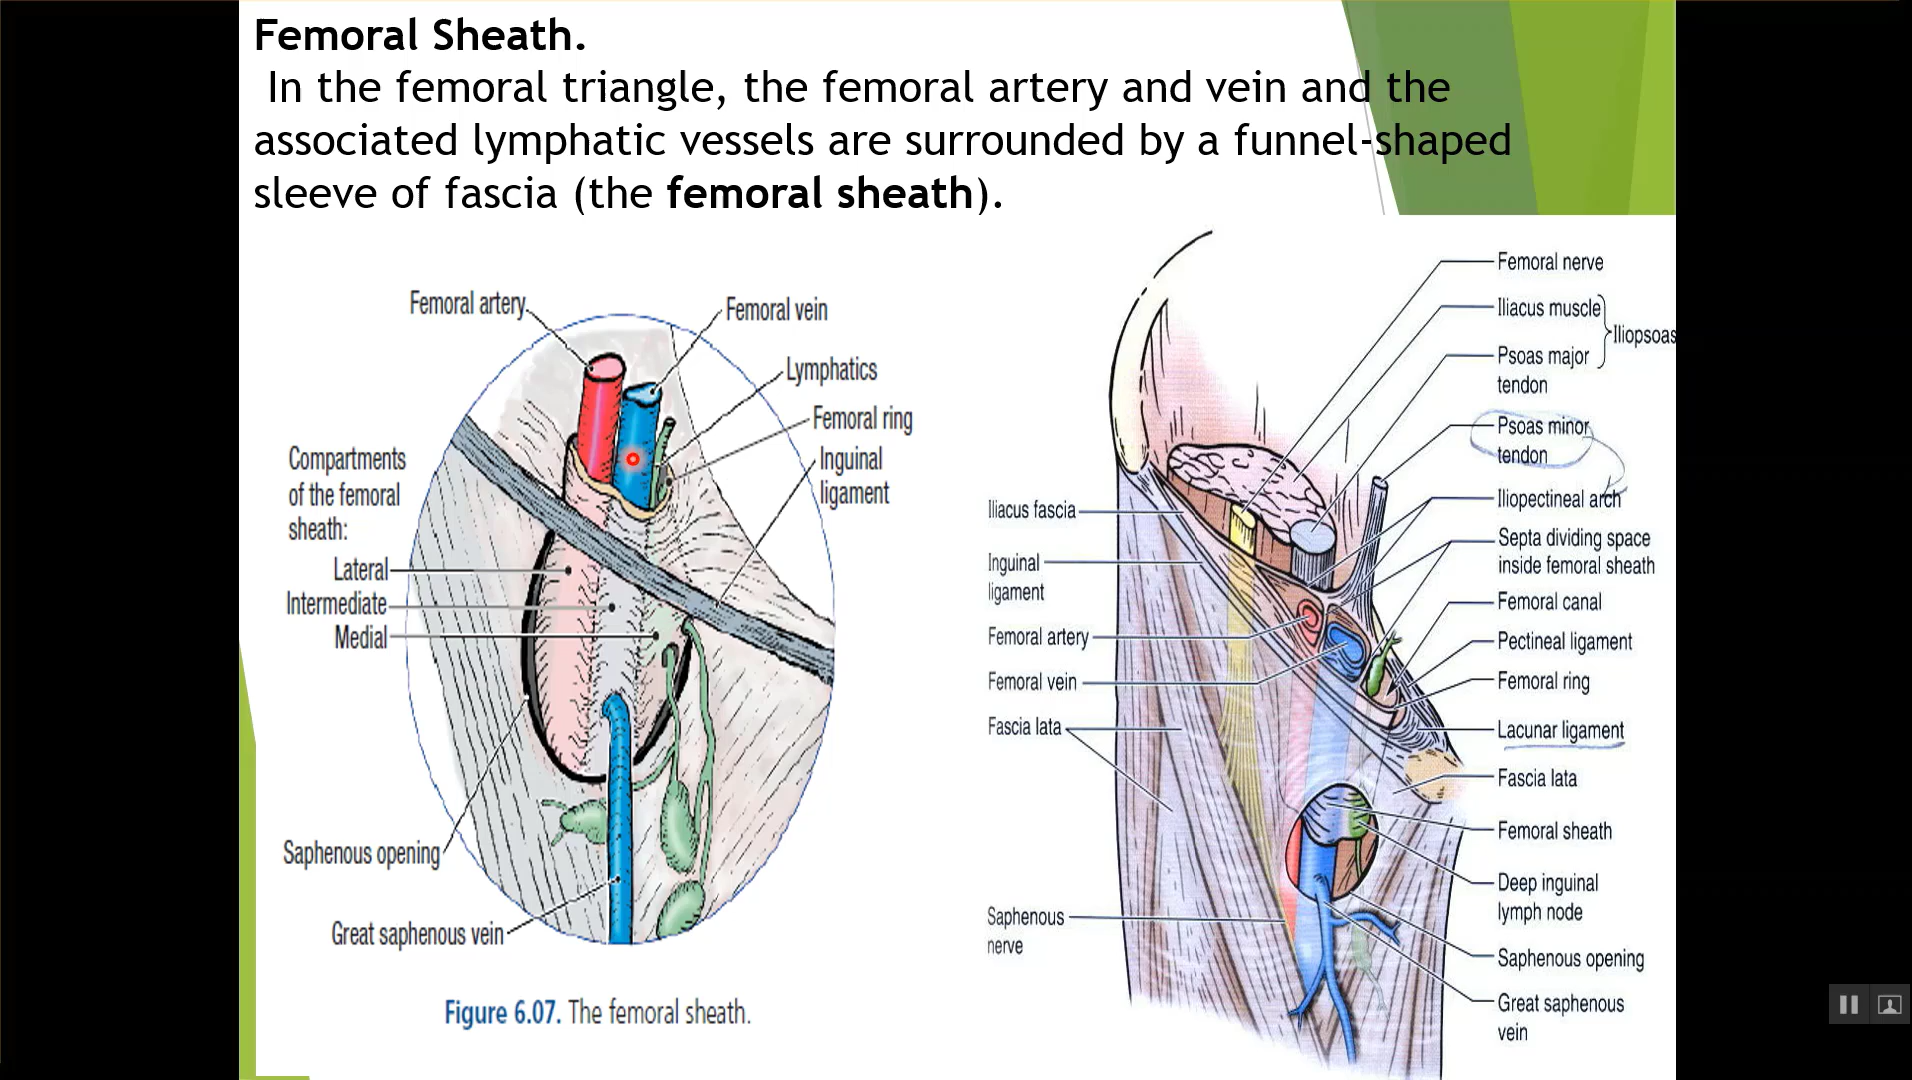 Femoral Sheath.
In the femoral triangle, the femoral artery and vein and the
associated lymphatic vessels are surrounded by a funnel-shaped
sleeve of fascia (the femoral sheath).
Femoral artery
Femoral vein
Lymphatics
Femoral ring
Inguinal
ligament
Compartments
of the femoral
sheath:
Lateral
Intermediate
Medial
Saphenous opening
Great saphenous vein
Figure 6.07. The femoral sheath.
Iliacus fascia
Inguinal
ligament
Femoral artery
Femoral vein
Fascia lata
Saphenous
nerve
Femoral nerve
Iliacus muscle
Iliopsoas
Psoas major
tendon
Psoas minor
tendon
Iliopectineal arch
Septa dividing space
inside femoral sheath
Femoral canal
Pectineal ligament
Femoral ring
Lacunar ligament
Fascia lata
Femoral sheath
Deep inguinal
lymph node
Saphenous opening
Great saphenous
vein